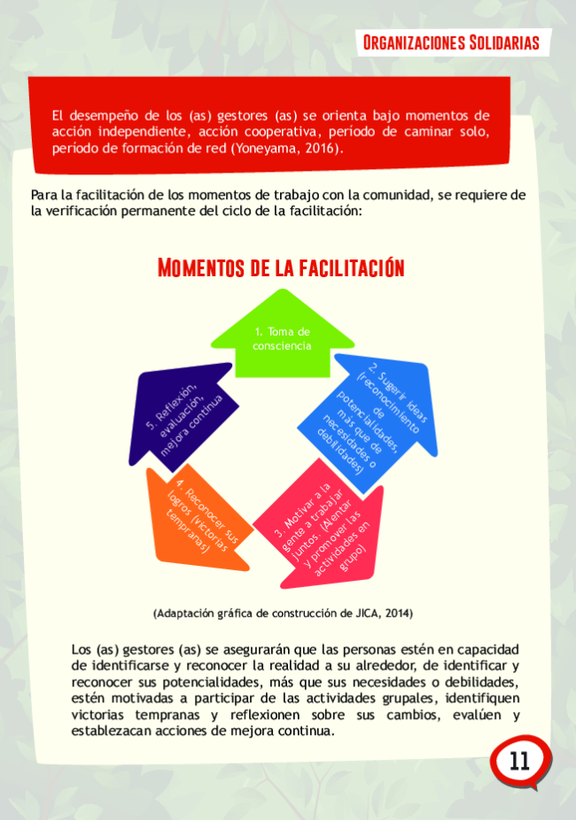 Organizaciones Solidarias
El desempeño de los (as) gestores (as) se orienta bajo momentos de
acción independiente, acción cooperativa, período de caminar solo,
período de formación de red (Yoneyama, 2016).
Para la facilitación de los momentos de trabajo con la comunidad, se requiere de
la verificación permanente del ciclo de la facilitación:
Momentos de la facilitación
1. Toma de
consciencia
2. Sugerir ideas
(reconocimiento
de
potencialidades,
más que de
necesidades o
debilidades)
3. Motivar a la
gente a trabajar
juntos. (Alentar
y promover las
actividades en
grupo)
4. Reconocer sus
logros (victorias
tempranas)
5. Reflexión,
evaluación,
mejora continua
(Adaptación gráfica de construcción de JICA, 2014)
Los (as) gestores (as) se asegurarán que las personas estén en capacidad
de identificarse y reconocer la realidad a su alrededor, de identificar y
reconocer sus potencialidades, más que sus necesidades o debilidades,
estén motivadas a participar de las actividades grupales, identifiquen
victorias tempranas y reflexionen sobre sus cambios, evalúen y
establezacan acciones de mejora continua.
11